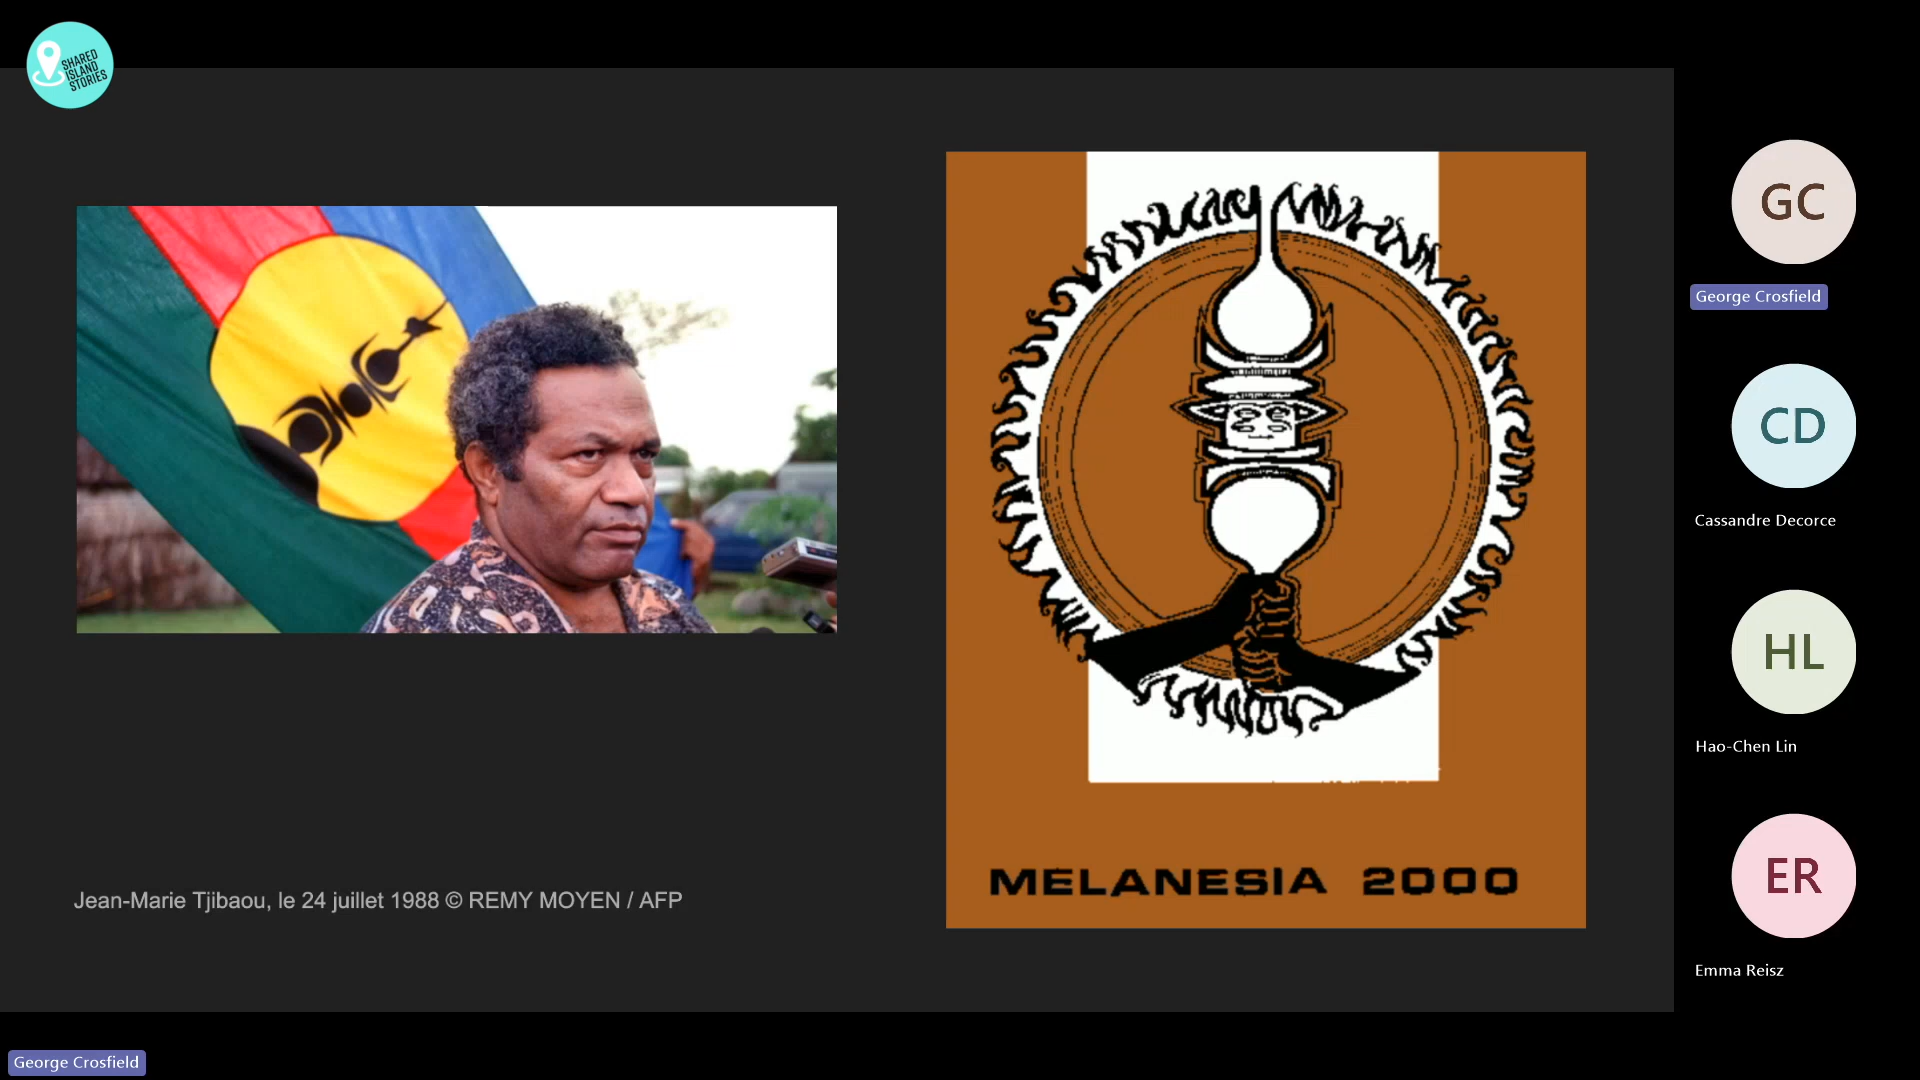 SHARED
ISLAND
STORIES
Jean-Marie Tjibaou, le 24 juillet 1988 © REMY MOYEN / AFP
MELANESIA 2000
GC
George Crosfield
CD
Cassandre Decorce
HL
Hao-Chen Lin
ER
Emma Reisz
George Crosfield